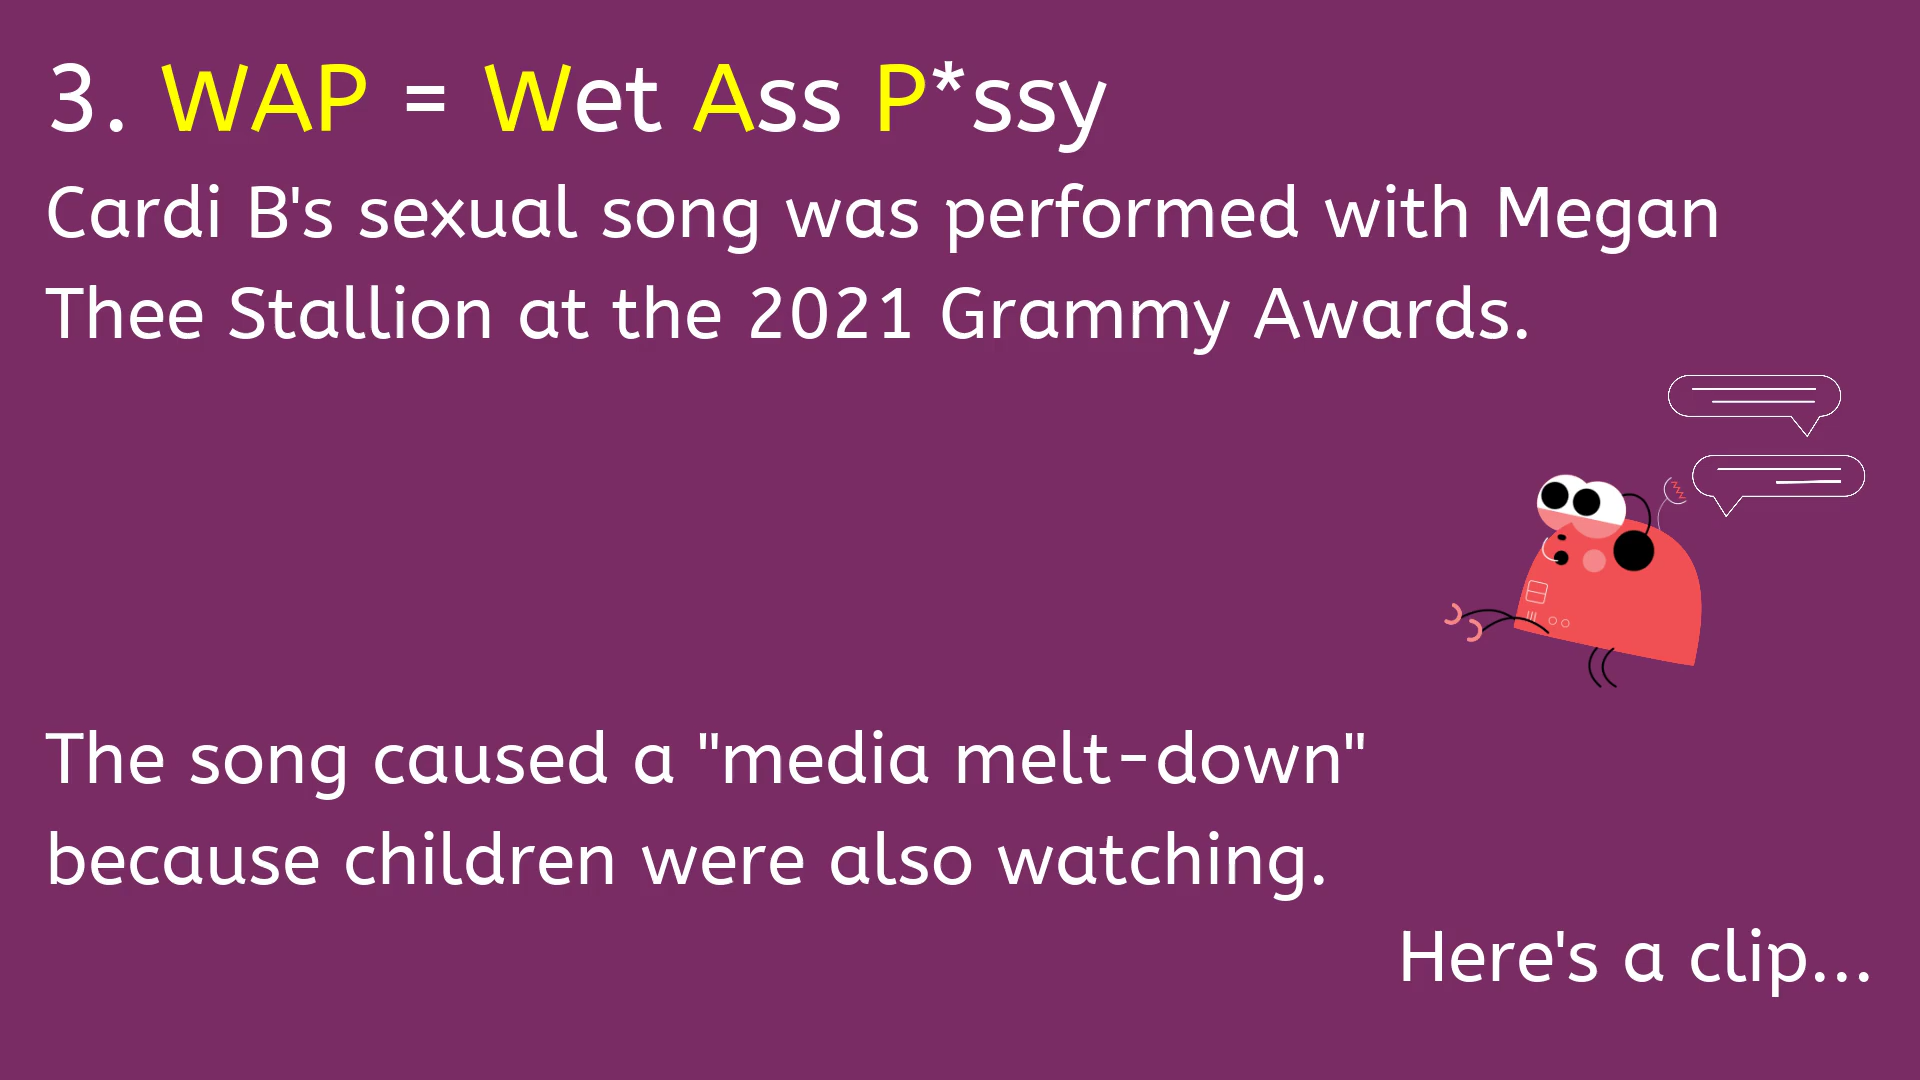 3. WAP = Wet Ass P*ssy
Cardi B's sexual song was performed with Megan
Thee Stallion at the 2021 Grammy Awards.
The song caused a "media melt-down"
because children were also watching.
Here's a clip...